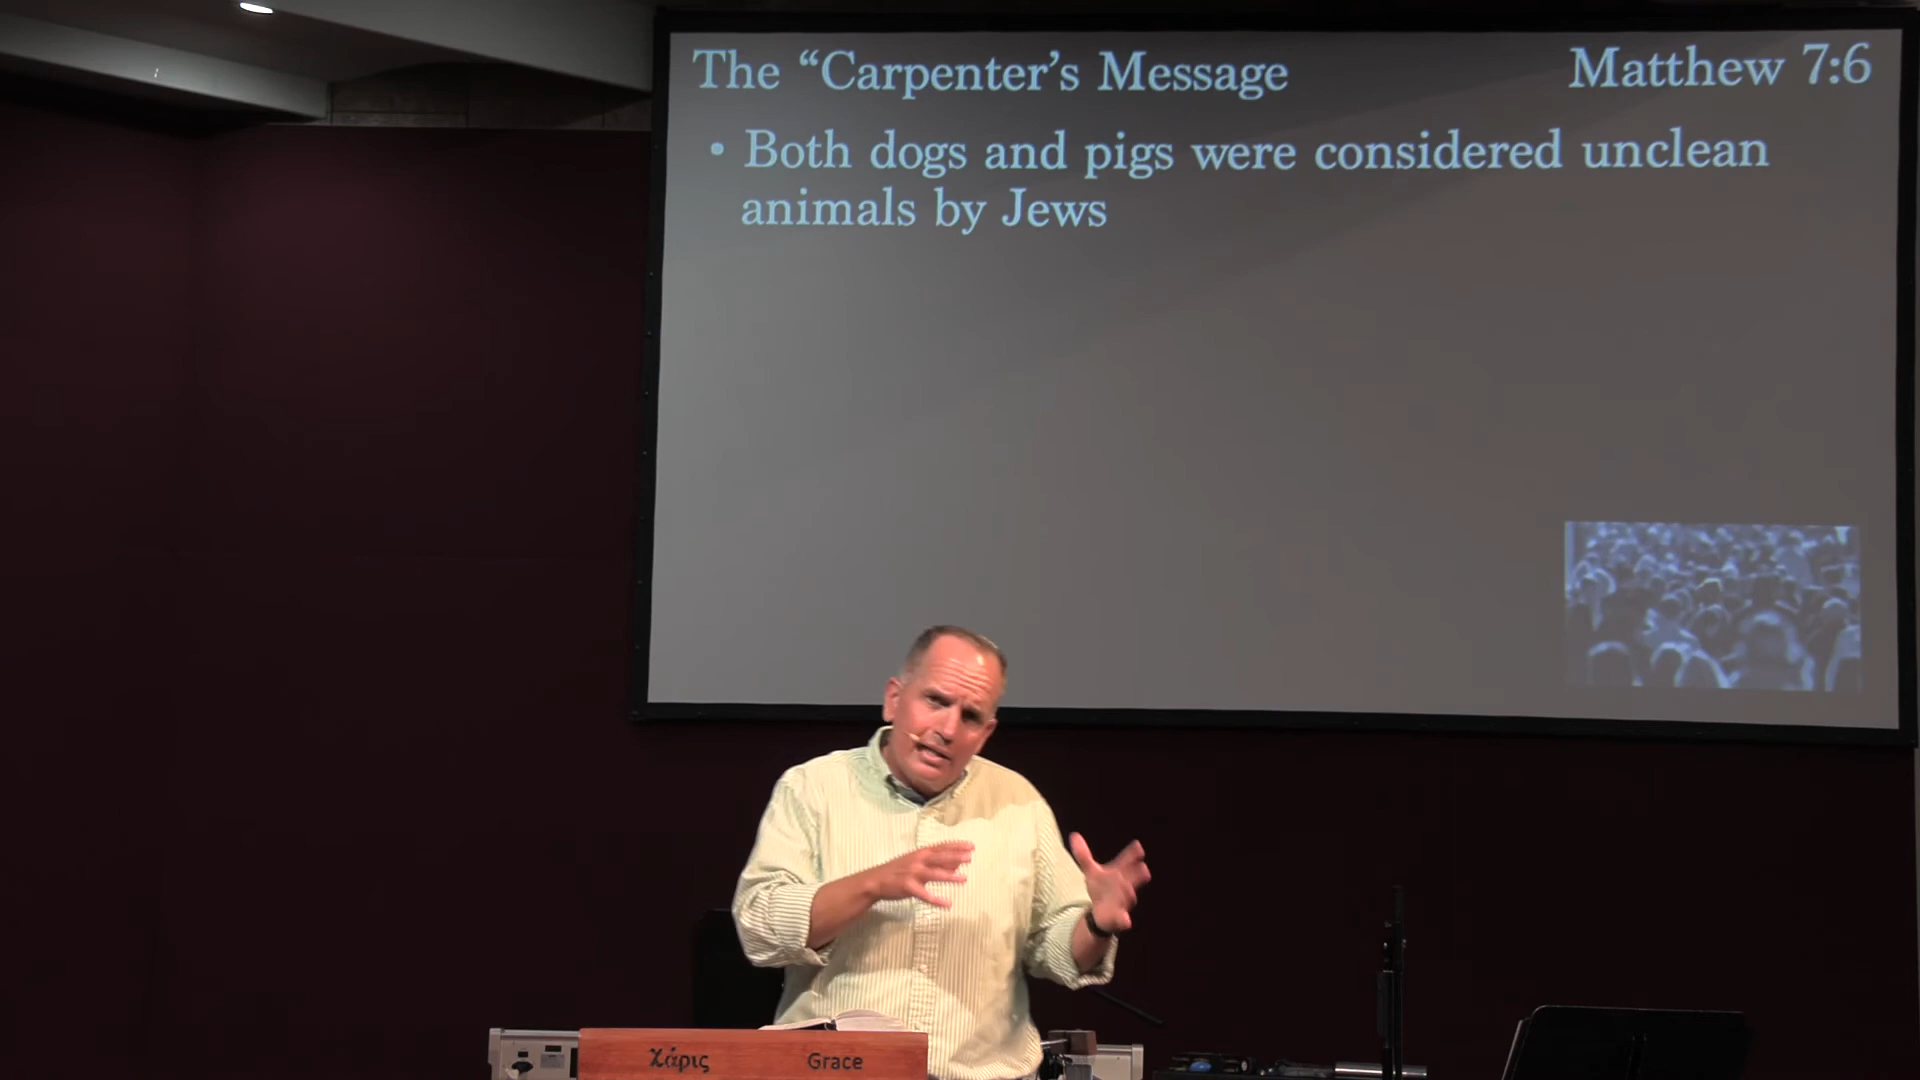 The “Carpenter’s Message
Matthew 7:6
• Both dogs and pigs were considered unclean
animals by Jews
χάρις
Grace